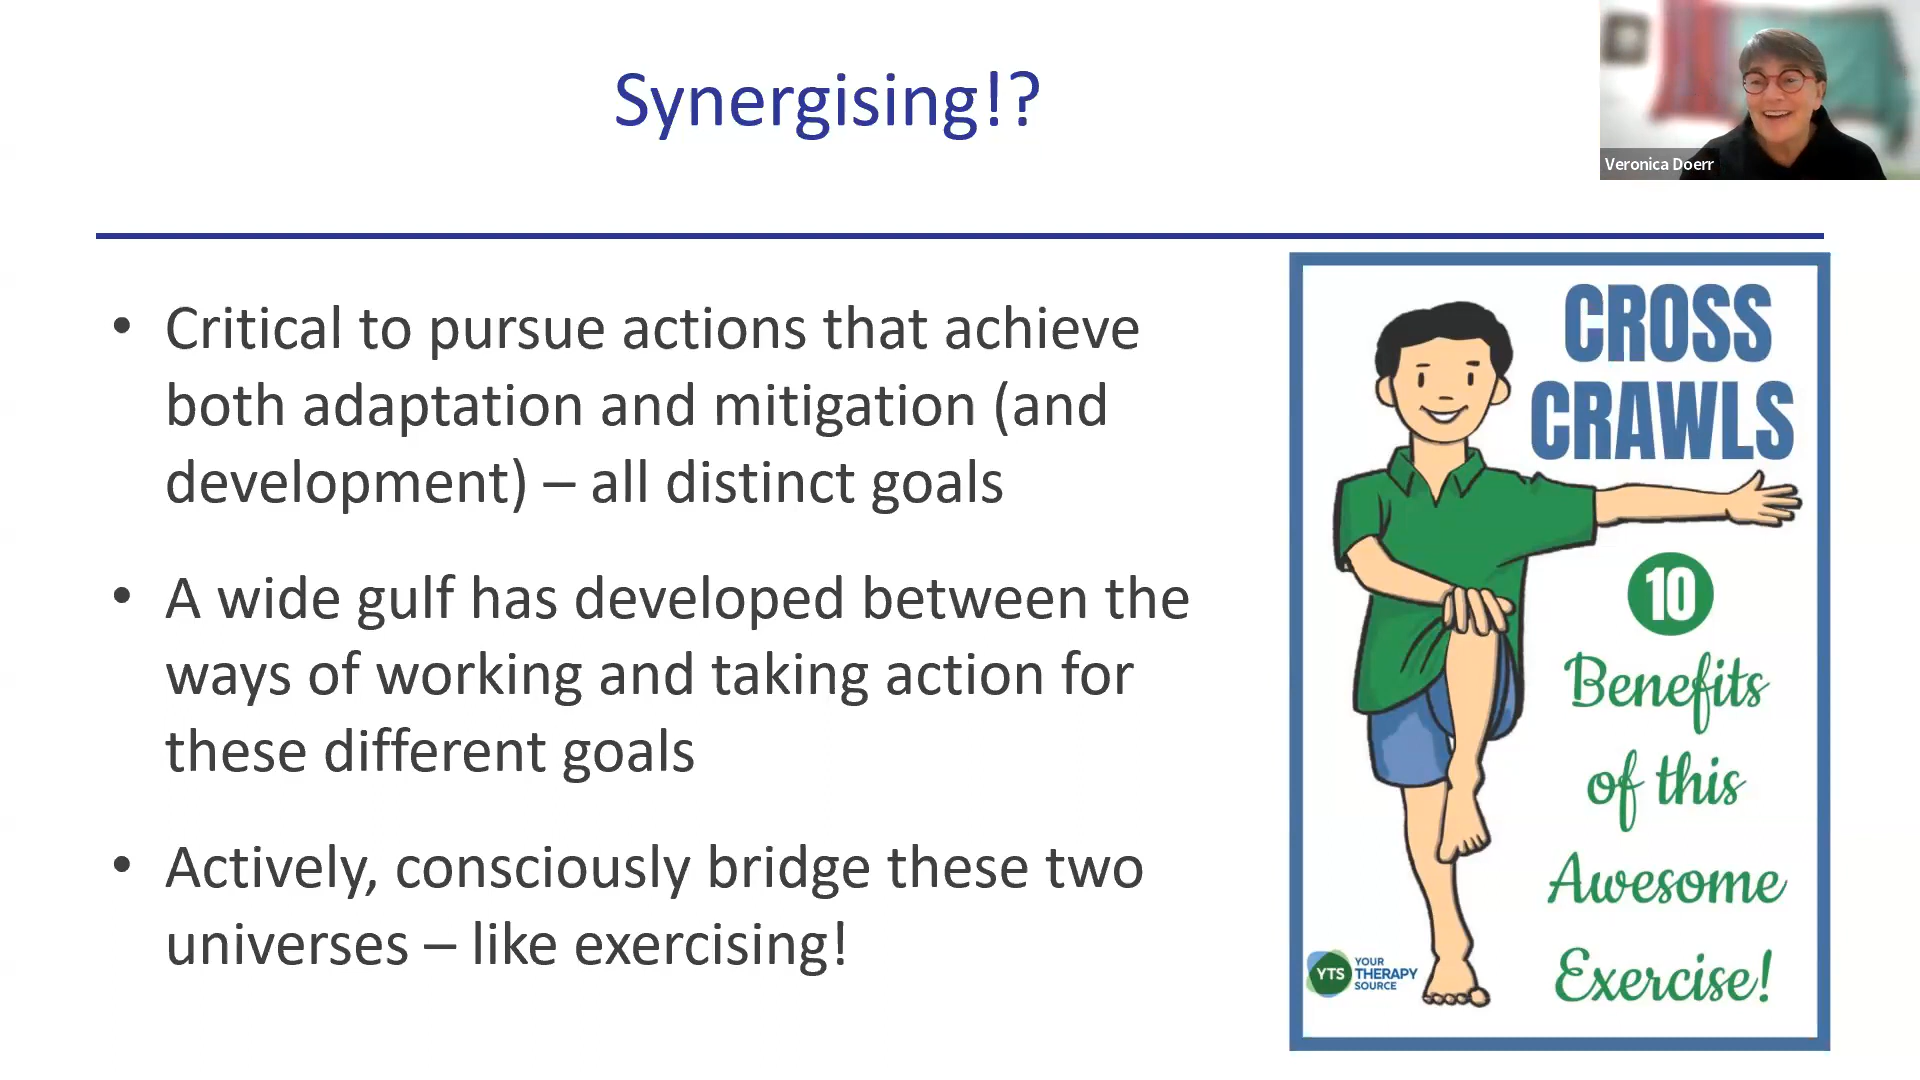 Synergising!?
Veronica Doerr
• Critical to pursue actions that achieve
both adaptation and mitigation (and
development) – all distinct goals
• A wide gulf has developed between the
ways of working and taking action for
these different goals
• Actively, consciously bridge these two
universes – like exercising!
CROSS
CRAWLS
10
Benefits
of this
Awesome
Exercise!
YTS
YOUR
THERAPY
SOURCE